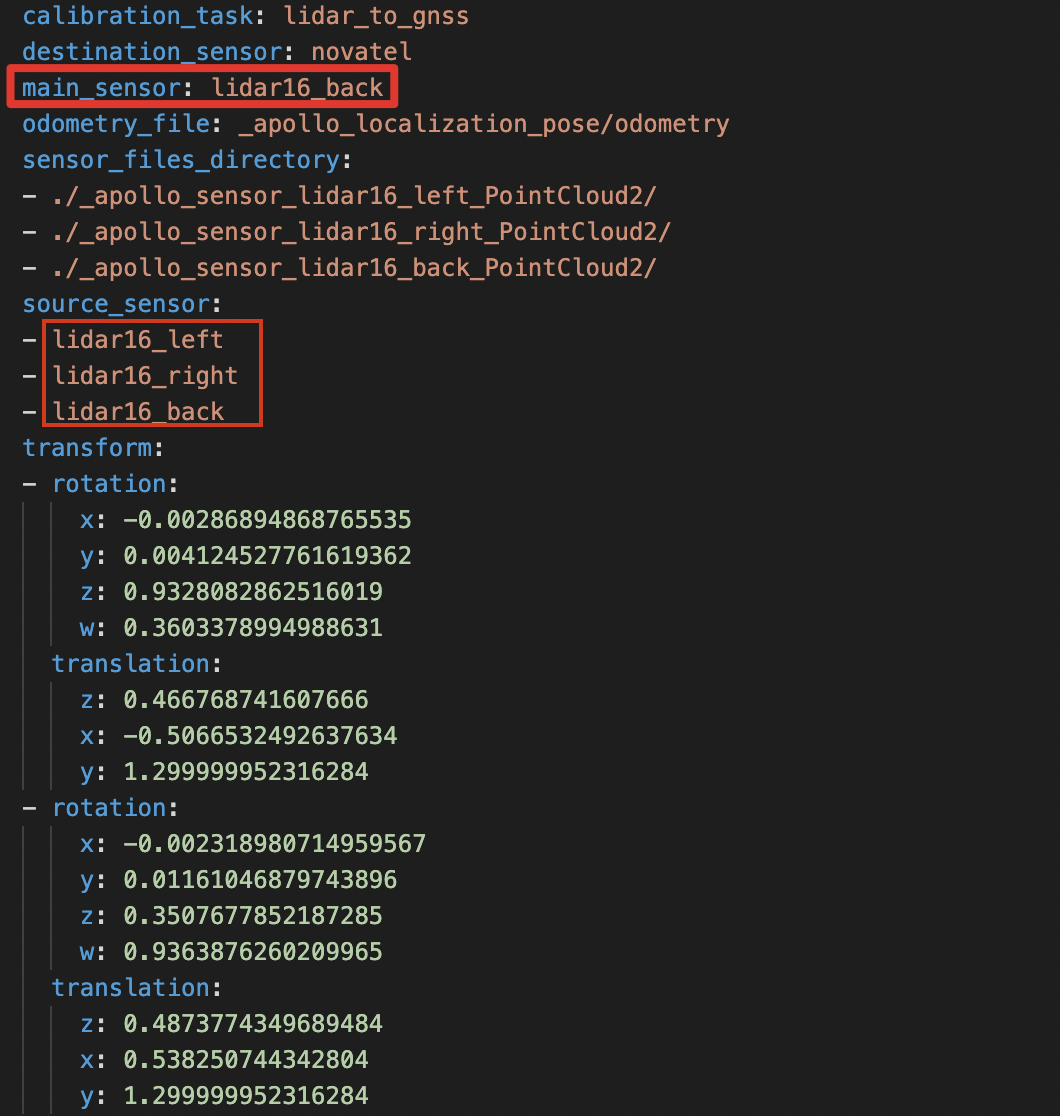 calibration_task: lidar_to_gnss
destination_sensor: novatel
main_sensor: lidar16_back
odometry_file: _apollo_localization_pose/odometry
sensor_files_directory:
- ./_apollo_sensor_lidar16_left_PointCloud2/
- ./_apollo_sensor_lidar16_right_PointCloud2/
- ./_apollo_sensor_lidar16_back_PointCloud2/
source_sensor:
- lidar16_left
- lidar16_right
- lidar16_back
transform:
- rotation:
x: -0.00286894868765535
y: 0.004124527761619362
z: 0.9328082862516019
w: 0.3603378994988631
translation:
z: 0.466768741607666
x: -0.5066532492637634
y: 1.299999952316284
- rotation:
x: -0.002318980714959567
y: 0.01161046879743896
z: 0.3507677852187285
w: 0.9363876260209965
translation:
z: 0.4873774349689484
x: 0.538250744342804
y: 1.299999952316284